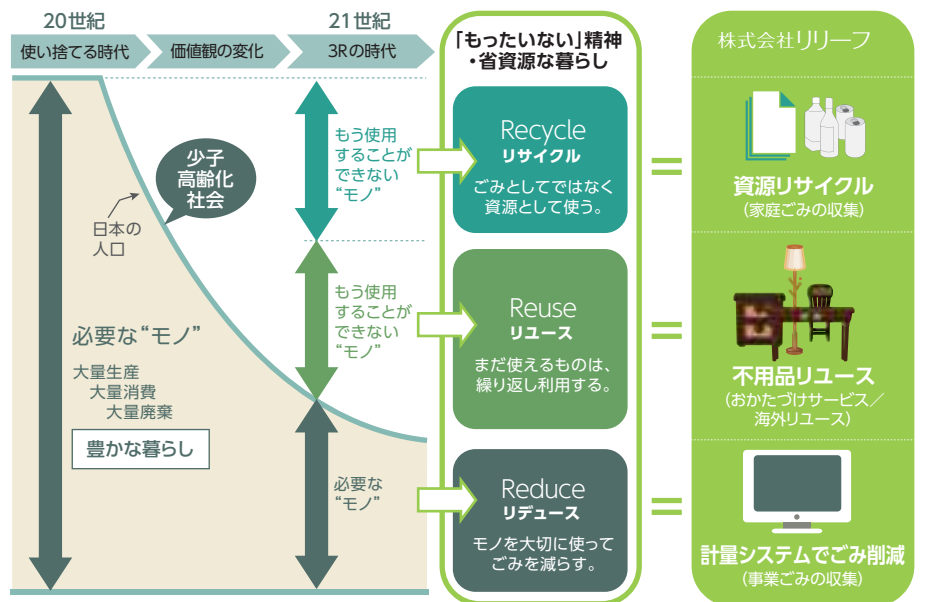 20世紀
21世紀
使い捨てる時代
価値観の変化
3Rの時代
少子
高齢化
社会
日本の
人口
必要な“モノ”
大量生産
大量消費
大量廃棄
豊かな暮らし
もう使用
することが
できない
“モノ”
もう使用
することが
できない
“モノ”
必要な
“モノ”
「もったいない」精神
・省資源な暮らし
Recycle
リサイクル
ごみとしてではなく
資源として使う。
Reuse
リユース
まだ使えるものは、
繰り返し利用する。
Reduce
リデュース
モノを大切に使って
ごみを減らす。
=
=
=
株式会社リリーフ
資源リサイクル
(家庭ごみの収集)
不用品リユース
(おかたづけサービス／
海外リユース)
計量システムでごみ削減
(事業ごみの収集)